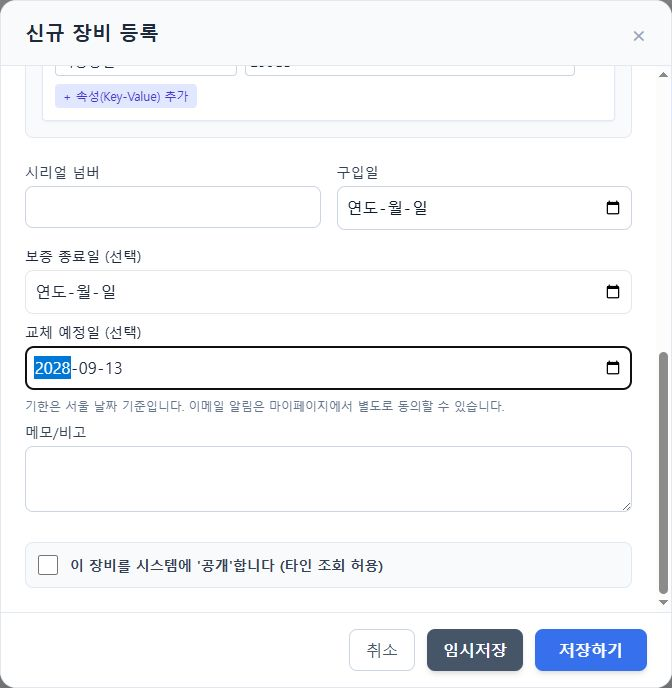 신규 장비 등록
×
+ 속성(Key-Value) 추가
시리얼 넘버
구입일
연도-월-일
보증 종료일 (선택)
연도-월-일
교체 예정일 (선택)
2028-09-13
기한은 서울 날짜 기준입니다. 이메일 알림은 마이페이지에서 별도로 동의할 수 있습니다.
메모/비고
이 장비를 시스템에 '공개'합니다 (타인 조회 허용)
취소
임시저장
저장하기